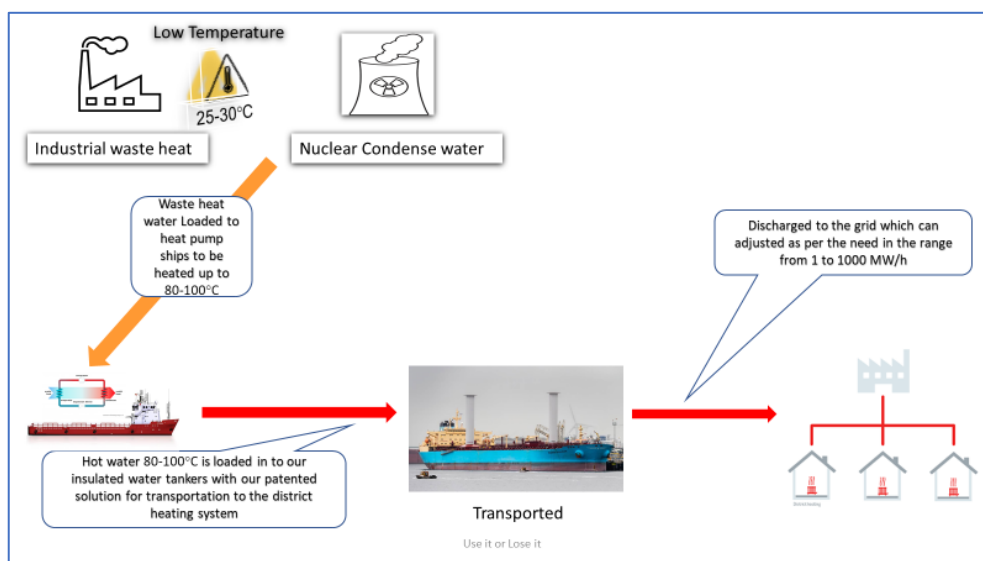 Low Temperature
25-30°C
Industrial waste heat
Nuclear Condense water
Waste heat
water Loaded to
heat pump
ships to be
heated up to
80-100°C
Discharged to the grid which can
adjusted as per the need in the range
from 1 to 1000 MW/h
Hot water 80-100°C is loaded in to our
insulated water tankers with our patented
solution for transportation to the district
heating system
Transported
Use it or Lose it